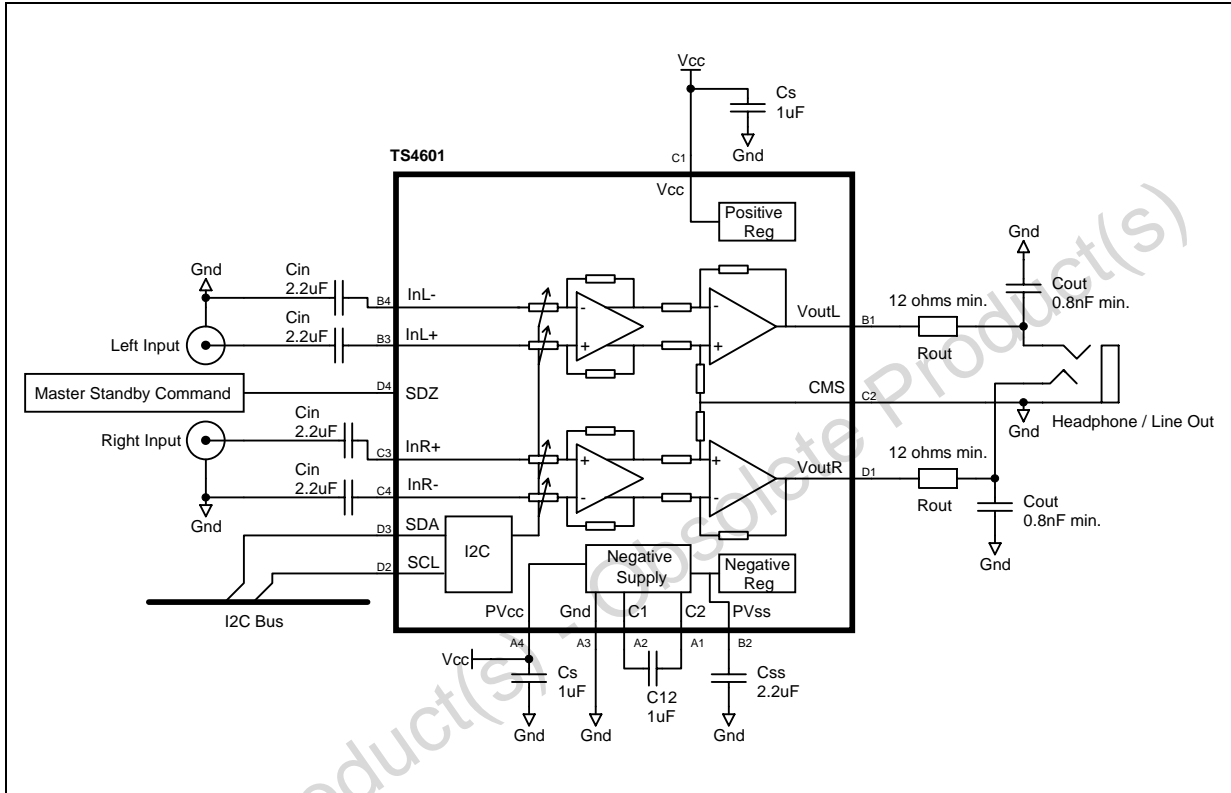 Vcc
Cs
1uF
Gnd
TS4601
C1
Vcc
Positive
Reg
Gnd
Cin
2.2uF
B4
InL-
Cin
2.2uF
B3
InL+
Left Input
VoutL
B1
12 ohms min.
Rout
Gnd
Cout
0.8nF min.
Master Standby Command
D4
SDZ
CMS
C2
Gnd
Headphone / Line Out
Right Input
Cin
2.2uF
C3
InR+
Cin
2.2uF
C4
InR-
Gnd
VoutR
D1
12 ohms min.
Rout
Cout
0.8nF min.
Gnd
D3
SDA
D2
SCL
I2C
I2C Bus
Negative
Supply
Negative
Reg
PVcc
Gnd
C1
C2
PVss
A4
A3
A2
A1
B2
Vcc
Cs
1uF
Gnd
Gnd
C12
1uF
Css
2.2uF
Gnd
oduct(s) - Obsolete Product(s)
-
+
-
+
+
-
+
-